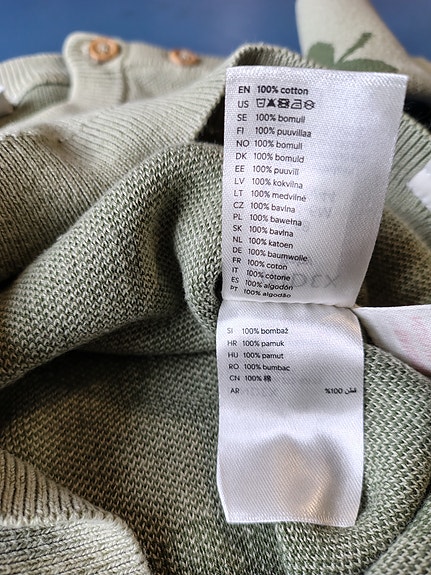 EN 100% cotton
US
SE 100% bomull
FI 100% puuvillaa
NO 100% bomull
DK 100% bomuld
EE 100% puuvill
LV 100% kokvilna
LT 100% medvilnė
CZ 100% bavlna
PL 100% bawełna
SK 100% bavlna
NL 100% katoen
DE 100% baumwolle
FR 100% coton
IT 100% cotone
ES 100% algodón
PT 100% algodão
SI 100% bombaž
HR 100% pamuk
HU 100% pamut
RO 100% bumbac
CN 100% 棉
AR قطن 100%